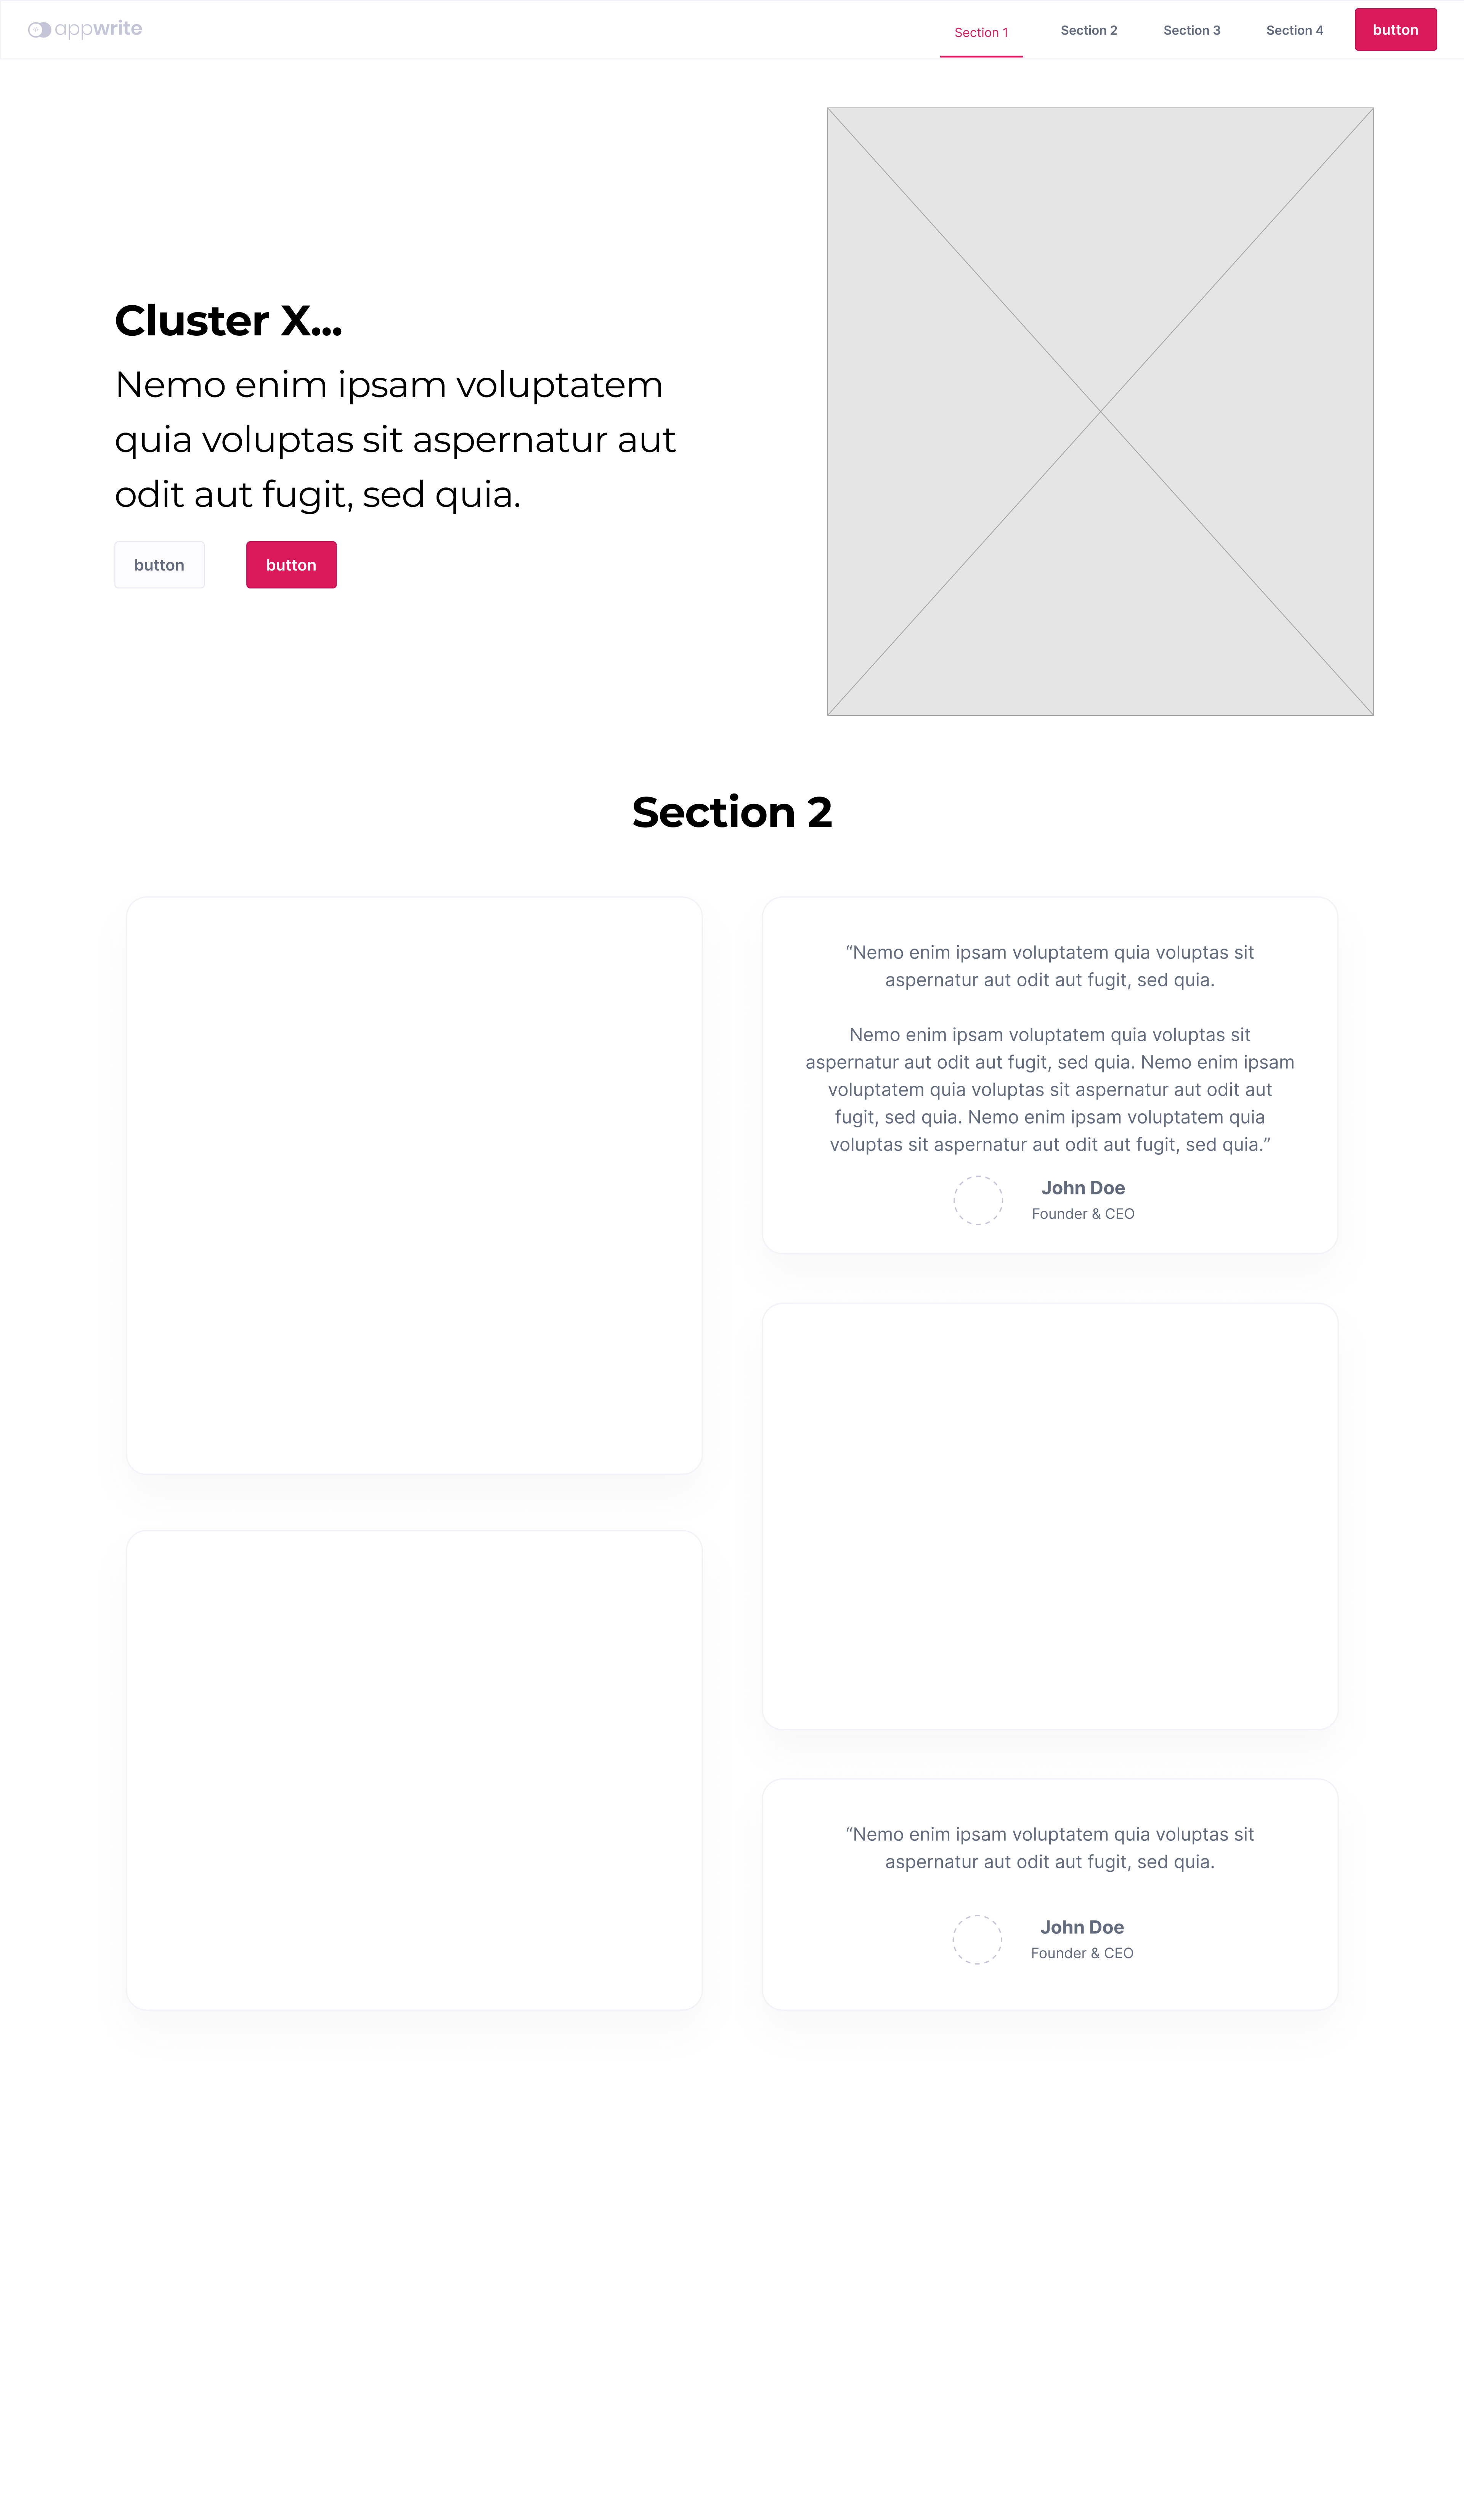 appwrite
Section 1
Section 2
Section 3
Section 4
button
Cluster X...
Nemo enim ipsam voluptatem
quia voluptas sit aspernatur aut
odit aut fugit, sed quia.
button
button
Section 2
“Nemo enim ipsam voluptatem quia voluptas sit
aspernatur aut odit aut fugit, sed quia.
Nemo enim ipsam voluptatem quia voluptas sit
aspernatur aut odit aut fugit, sed quia. Nemo enim ipsam
voluptatem quia voluptas sit aspernatur aut odit aut
fugit, sed quia. Nemo enim ipsam voluptatem quia
voluptas sit aspernatur aut odit aut fugit, sed quia.”
John Doe
Founder & CEO
“Nemo enim ipsam voluptatem quia voluptas sit
aspernatur aut odit aut fugit, sed quia.
John Doe
Founder & CEO